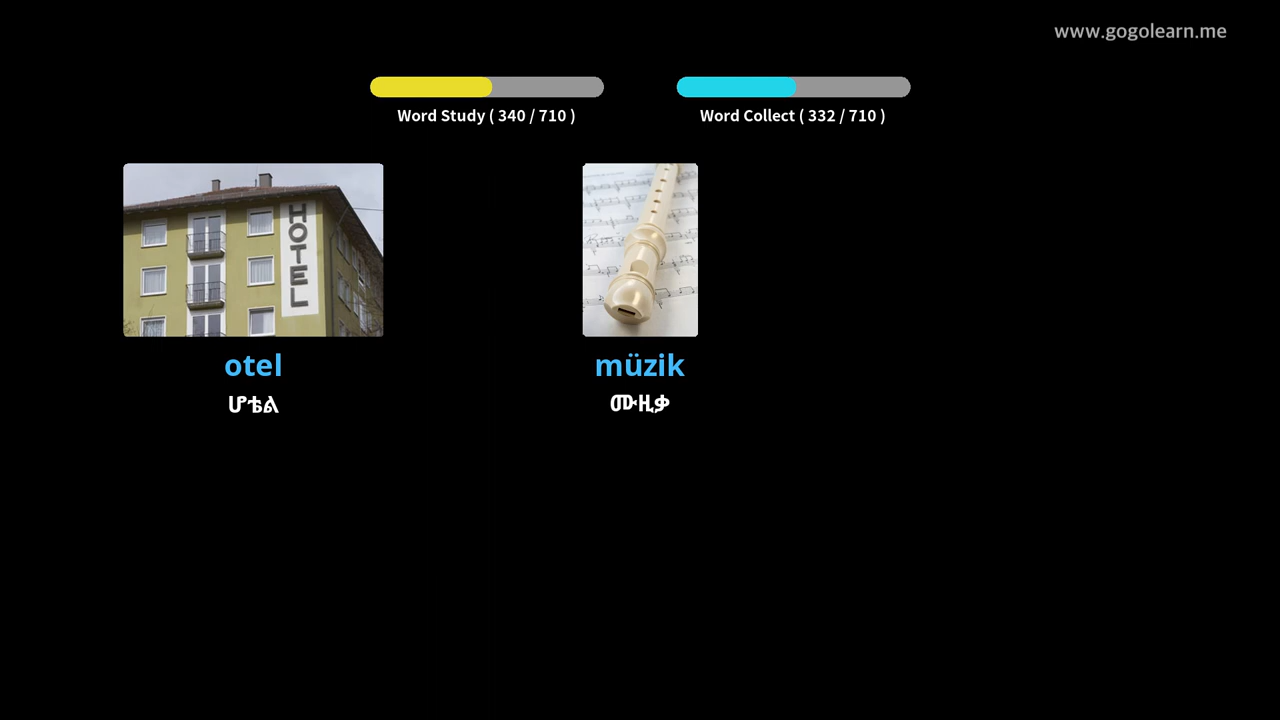 www.gogolearn.me
Word Study ( 340 / 710 )
Word Collect ( 332 / 710 )
HOTEL
otel
müzik
ሆቴል
ሙዚቃ